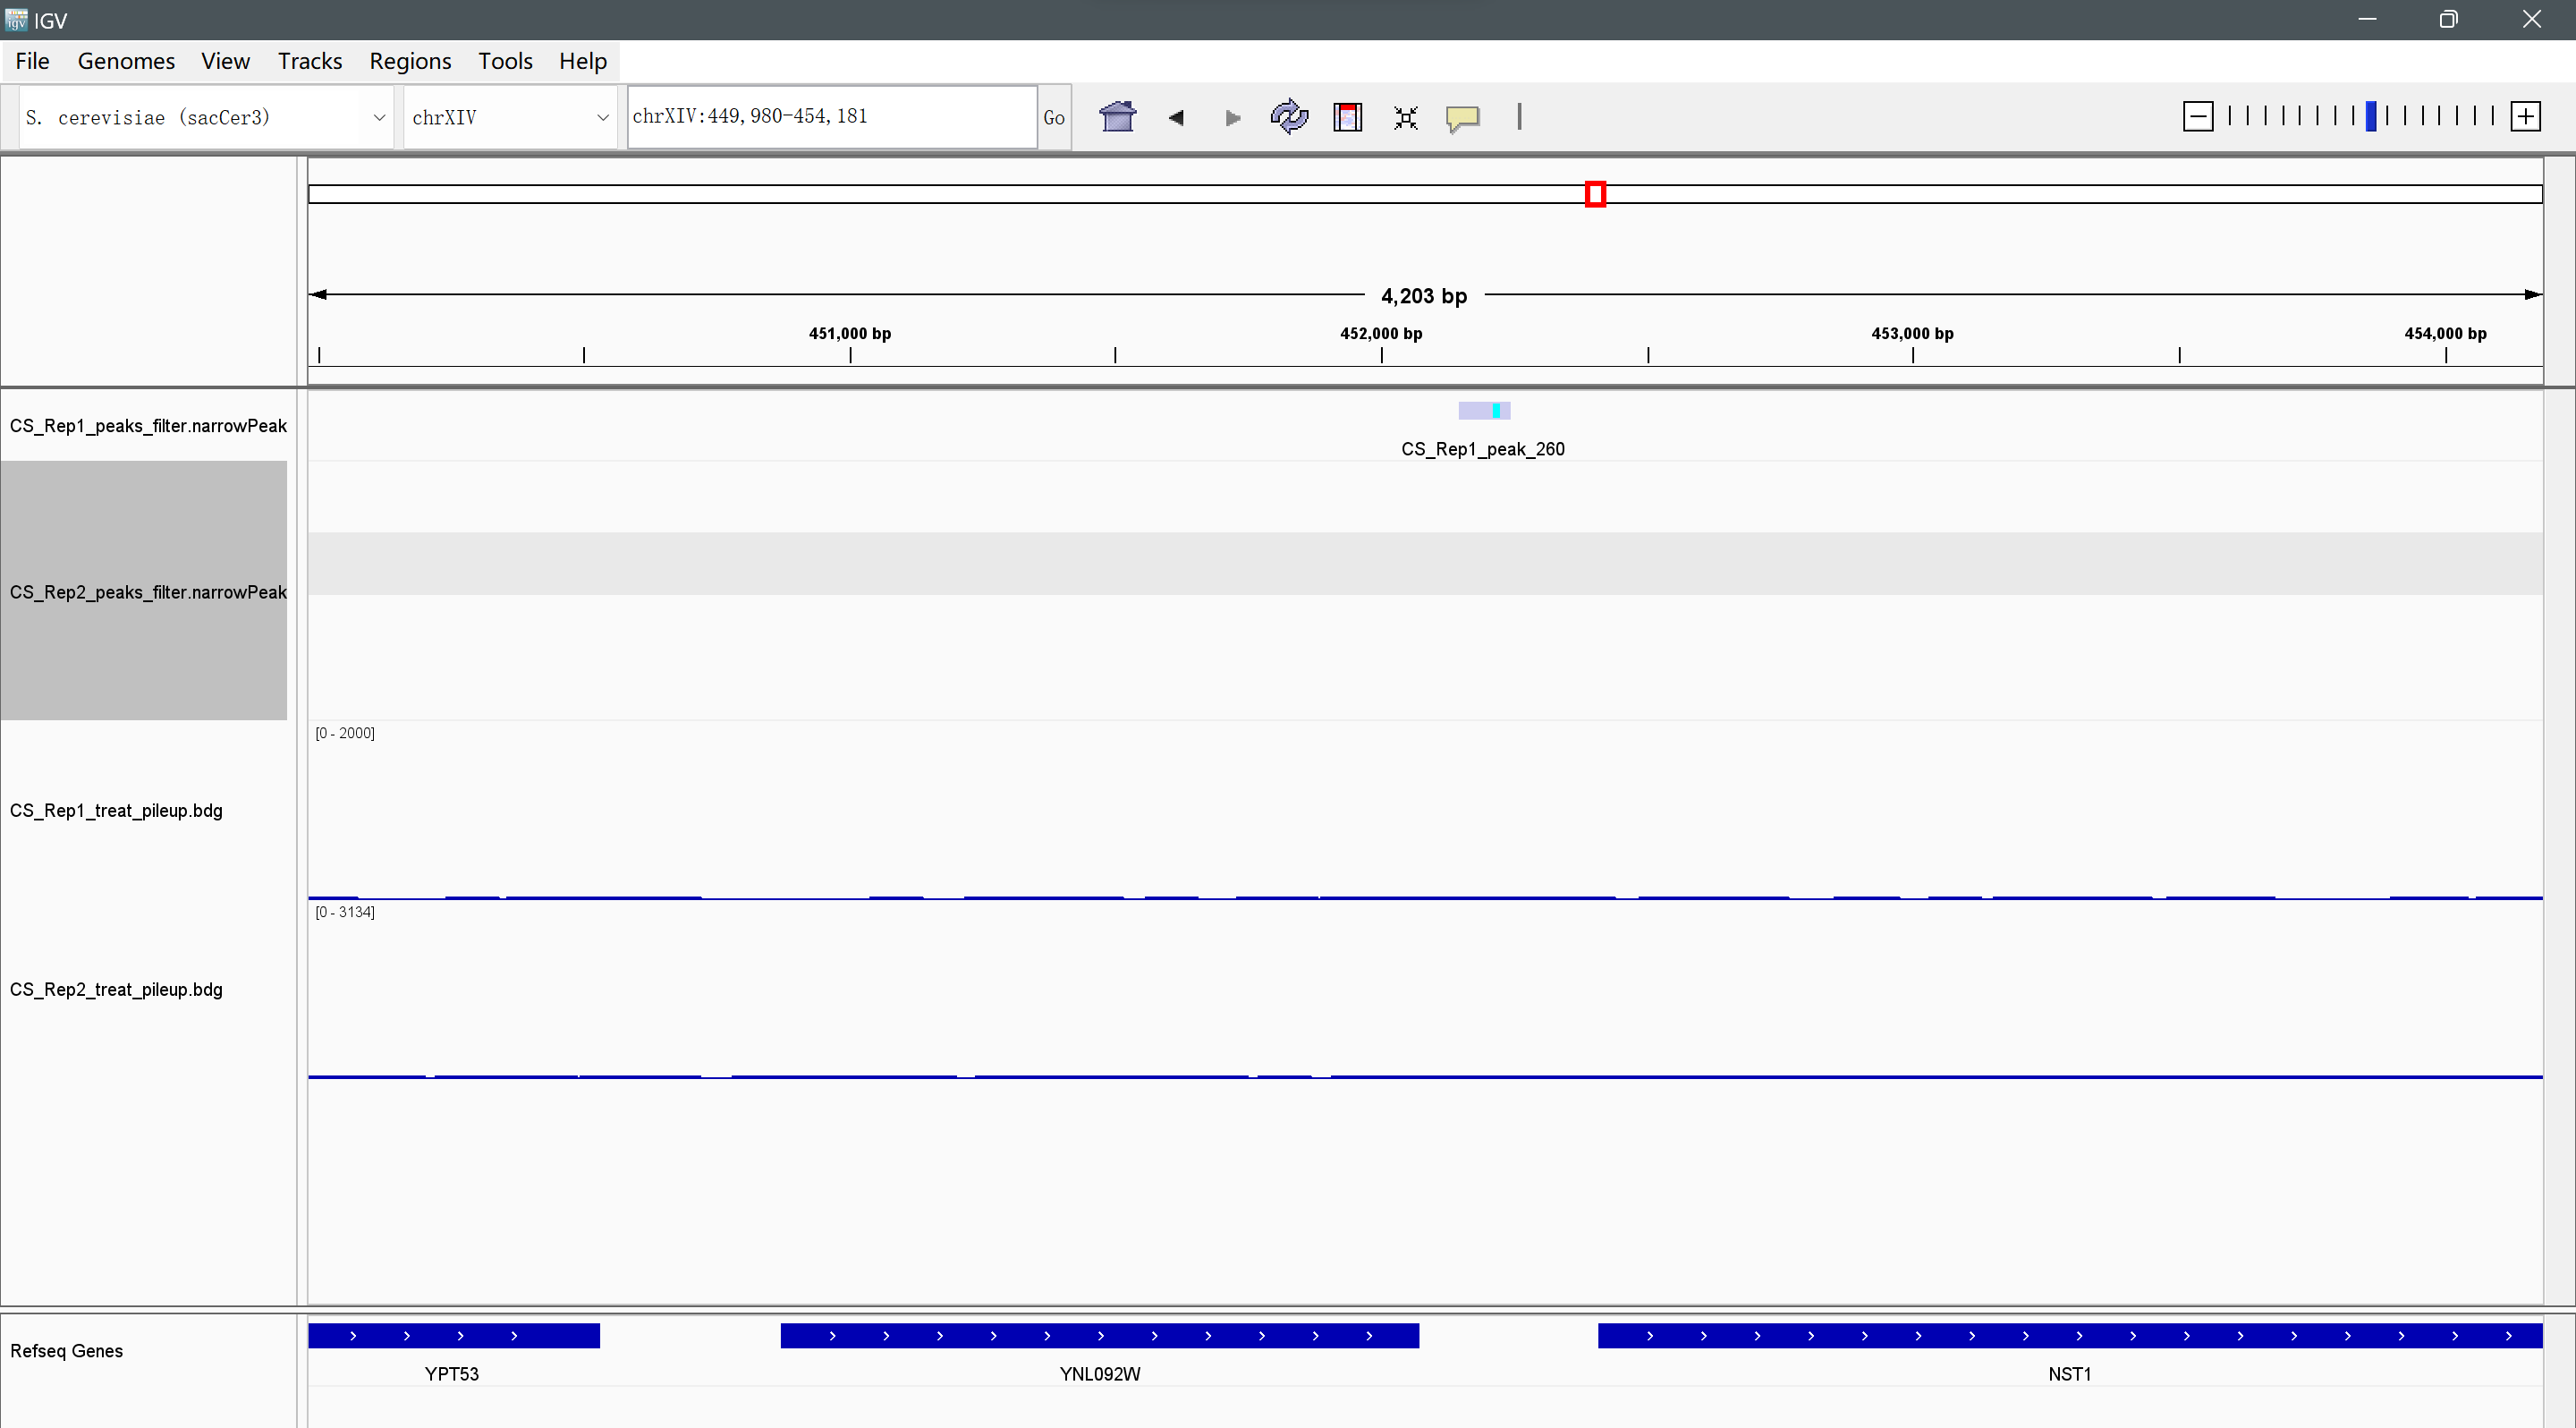 IGV
File Genomes View Tracks Regions Tools Help
S. cerevisiae (sacCer3) chrXIV chrXIV:449,980-454,181 Go
4,203 bp
451,000 bp 452,000 bp 453,000 bp 454,000 bp
CS_Rep1_peaks_filter.narrowPeak
CS_Rep1_peak_260
CS_Rep2_peaks_filter.narrowPeak
[0 - 2000]
CS_Rep1_treat_pileup.bdg
[0 - 3134]
CS_Rep2_treat_pileup.bdg
Refseq Genes
YPT53 YNL092W NST1